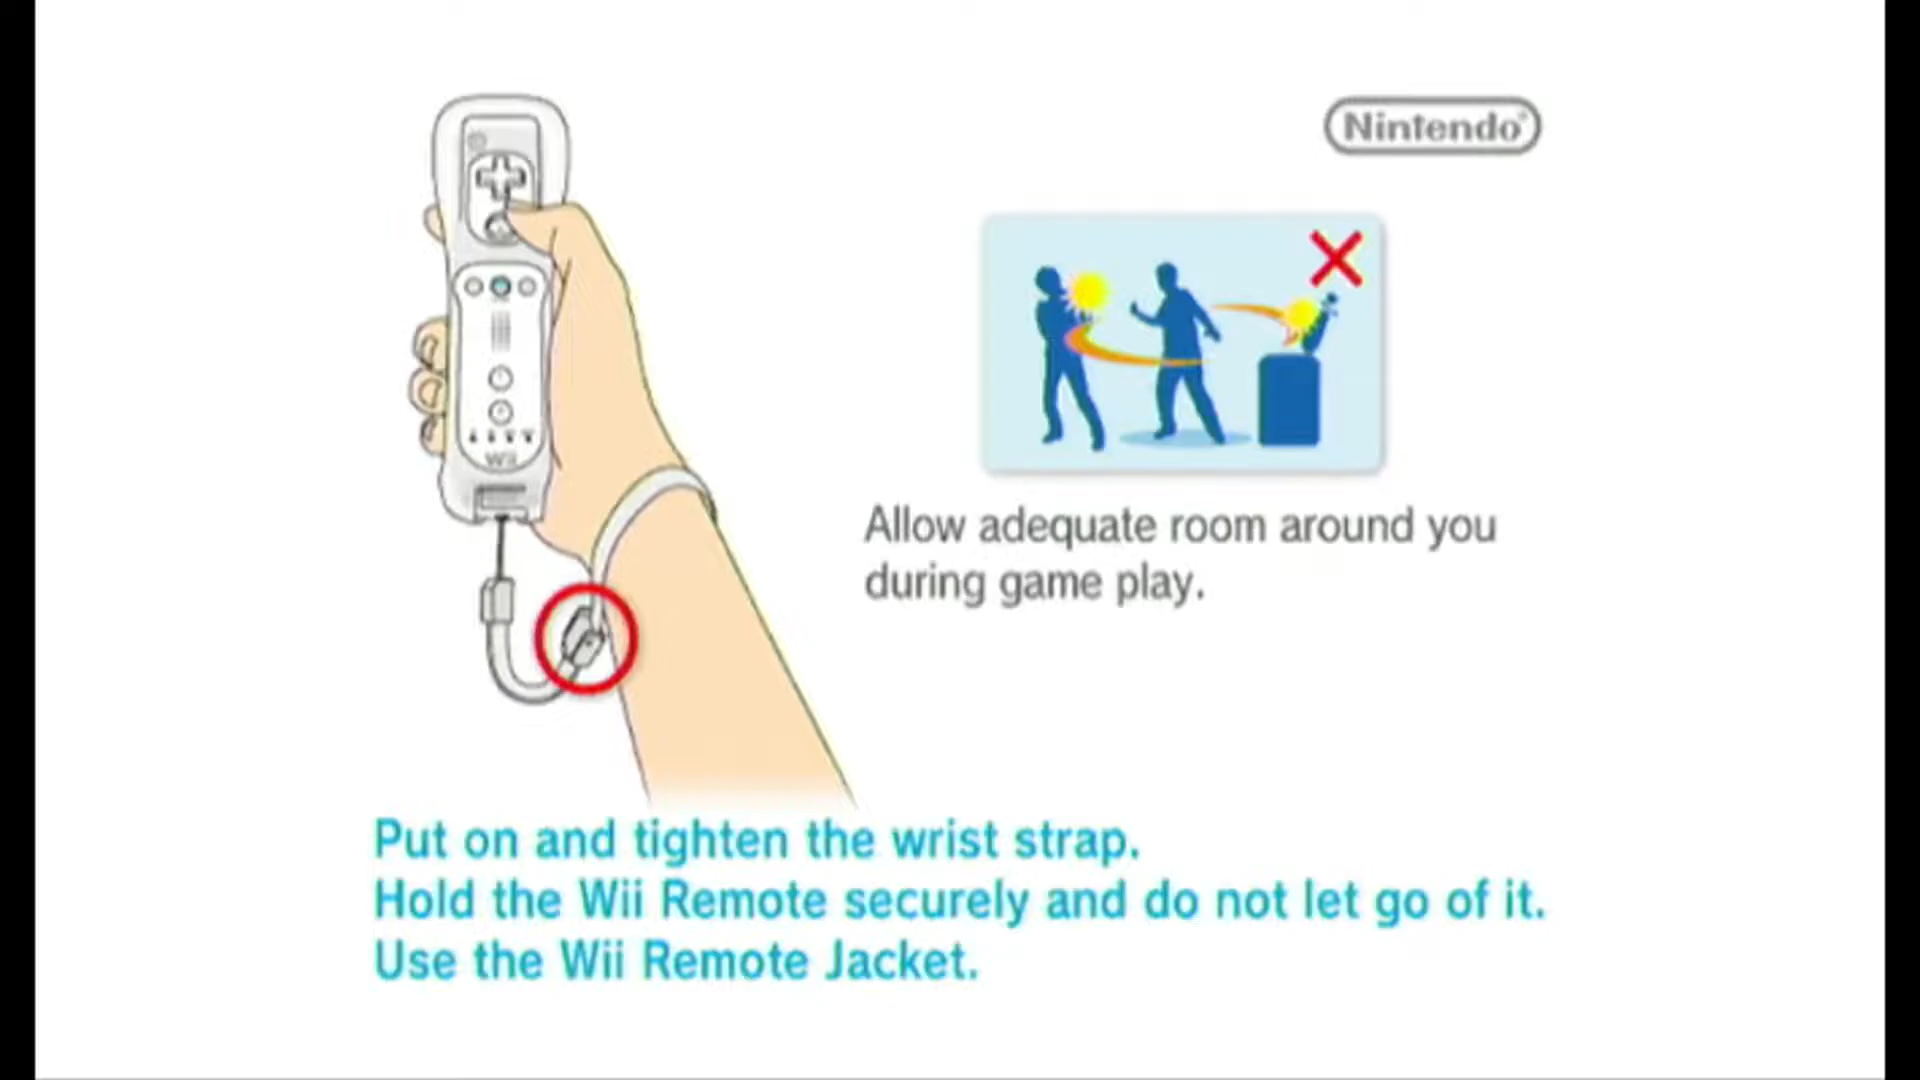 Nintendo®
Wii
Allow adequate room around you
during game play.
Put on and tighten the wrist strap.
Hold the Wii Remote securely and do not let go of it.
Use the Wii Remote Jacket.